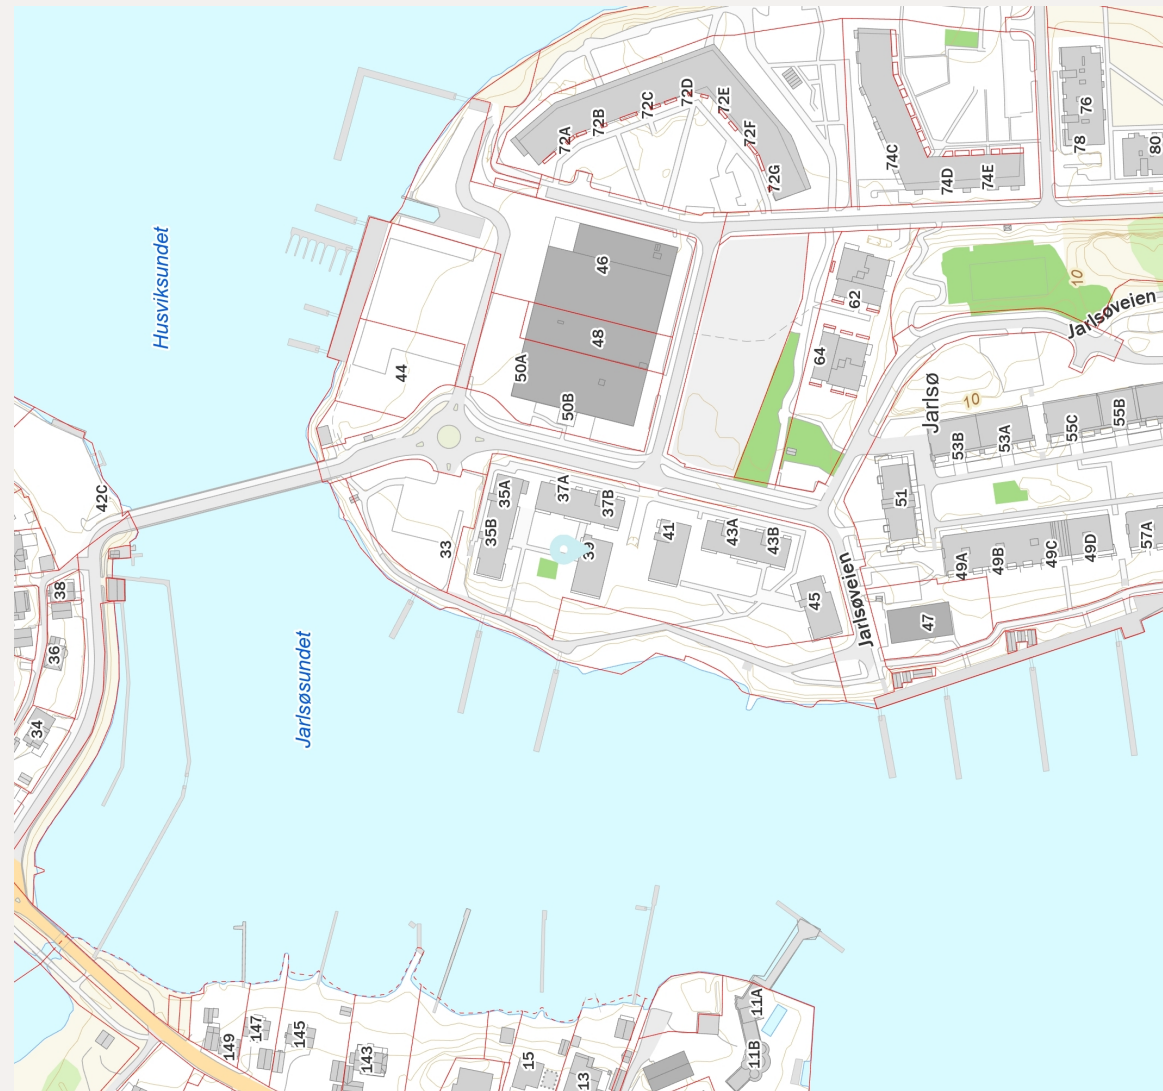 72A
72B
72C
72D
72E
72F
72G
74C
74D
74E
76
78
80
Husviksundet
46
48
50A
50B
44
62
64
10
Jarlsøveien
Jarlsø
10
53B
53A
55C
55B
42C
35A
35B
37A
37B
33
39
41
43A
43B
51
45
Jarlsøveien
49A
49B
49C
49D
57A
47
38
36
34
Jarlsøsundet
149
147
145
143
15
13
11A
11B